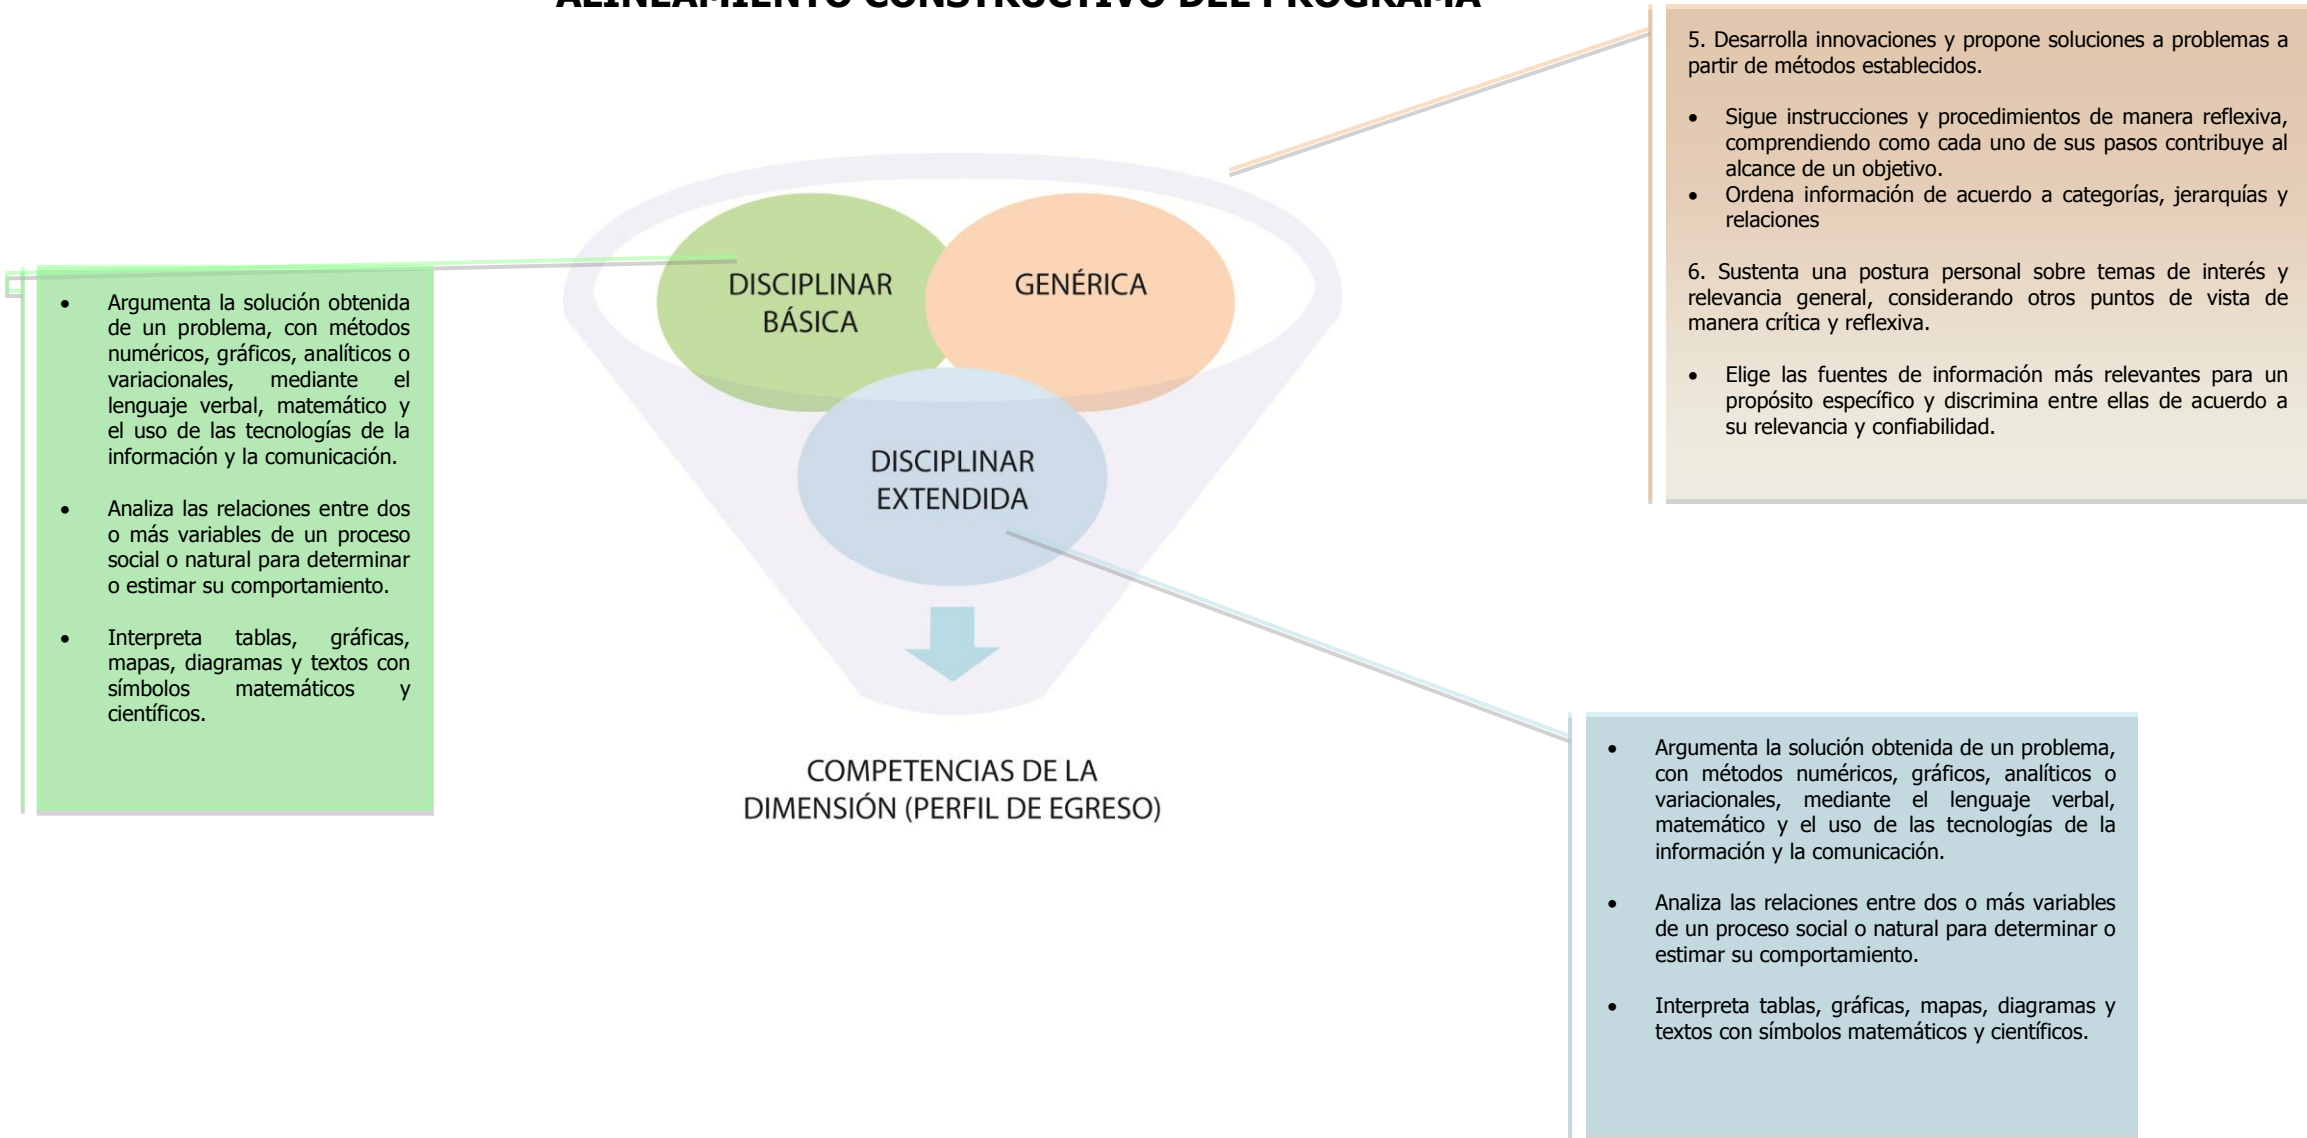 ALINEAMIENTO CONSTRUCTIVO DEL PROGRAMA
5. Desarrolla innovaciones y propone soluciones a problemas a
partir de métodos establecidos.
• Sigue instrucciones y procedimientos de manera reflexiva,
comprendiendo como cada uno de sus pasos contribuye al
alcance de un objetivo.
• Ordena información de acuerdo a categorías, jerarquías y
relaciones
6. Sustenta una postura personal sobre temas de interés y
relevancia general, considerando otros puntos de vista de
manera crítica y reflexiva.
• Elige las fuentes de información más relevantes para un
propósito específico y discrimina entre ellas de acuerdo a
su relevancia y confiabilidad.
DISCIPLINAR
BÁSICA
GENÉRICA
DISCIPLINAR
EXTENDIDA
COMPETENCIAS DE LA
DIMENSIÓN (PERFIL DE EGRESO)
• Argumenta la solución obtenida
de un problema, con métodos
numéricos, gráficos, analíticos o
variacionales, mediante el
lenguaje verbal, matemático y
el uso de las tecnologías de la
información y la comunicación.
• Analiza las relaciones entre dos
o más variables de un proceso
social o natural para determinar
o estimar su comportamiento.
• Interpreta tablas, gráficas,
mapas, diagramas y textos con
símbolos matemáticos y
científicos.
• Argumenta la solución obtenida de un problema,
con métodos numéricos, gráficos, analíticos o
variacionales, mediante el lenguaje verbal,
matemático y el uso de las tecnologías de la
información y la comunicación.
• Analiza las relaciones entre dos o más variables
de un proceso social o natural para determinar o
estimar su comportamiento.
• Interpreta tablas, gráficas, mapas, diagramas y
textos con símbolos matemáticos y científicos.